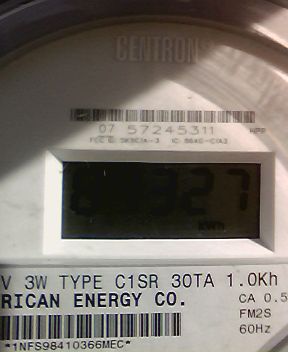 CENTRON
07 57245311
327
kWh
V 3W TYPE C1SR 30TA 1.0Kh
RICAN ENERGY CO. CA 0.5
FM2S
*1NFS98410366MEC* 60Hz